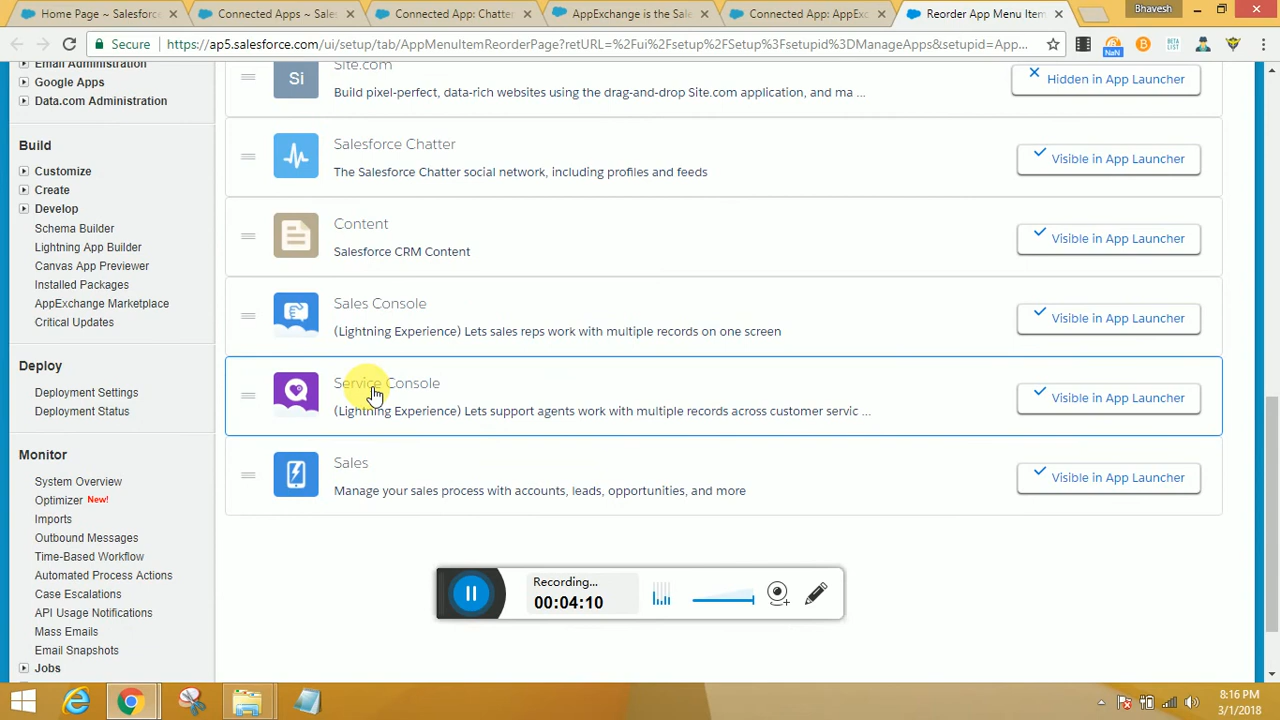 Home Page ~ Salesforc
Connected Apps ~ Sale
Connected App: Chatter
AppExchange is the Sal
Connected App: AppEx
Reorder App Menu Item
Bhavesh
Secure
https://ap5.salesforce.com/ui/setup/tab/AppMenuItemReorderPage?retURL=%2Fui%2Fsetup%2FSetup%3Fsetupid%3DManageApps&setupid=App...
NaN
BETA
LIST
Email Administration
Google Apps
Data.com Administration
Build
Customize
Create
Develop
Schema Builder
Lightning App Builder
Canvas App Previewer
Installed Packages
AppExchange Marketplace
Critical Updates
Deploy
Deployment Settings
Deployment Status
Monitor
System Overview
Optimizer New!
Imports
Outbound Messages
Time-Based Workflow
Automated Process Actions
Case Escalations
API Usage Notifications
Mass Emails
Email Snapshots
Jobs
Si
Site.com
Build pixel-perfect, data-rich websites using the drag-and-drop Site.com application, and ma ...
Hidden in App Launcher
Salesforce Chatter
The Salesforce Chatter social network, including profiles and feeds
Visible in App Launcher
Content
Salesforce CRM Content
Visible in App Launcher
Sales Console
(Lightning Experience) Lets sales reps work with multiple records on one screen
Visible in App Launcher
Service Console
(Lightning Experience) Lets support agents work with multiple records across customer servic ...
Visible in App Launcher
Sales
Manage your sales process with accounts, leads, opportunities, and more
Visible in App Launcher
Recording...
00:04:10
8:16 PM
3/1/2018